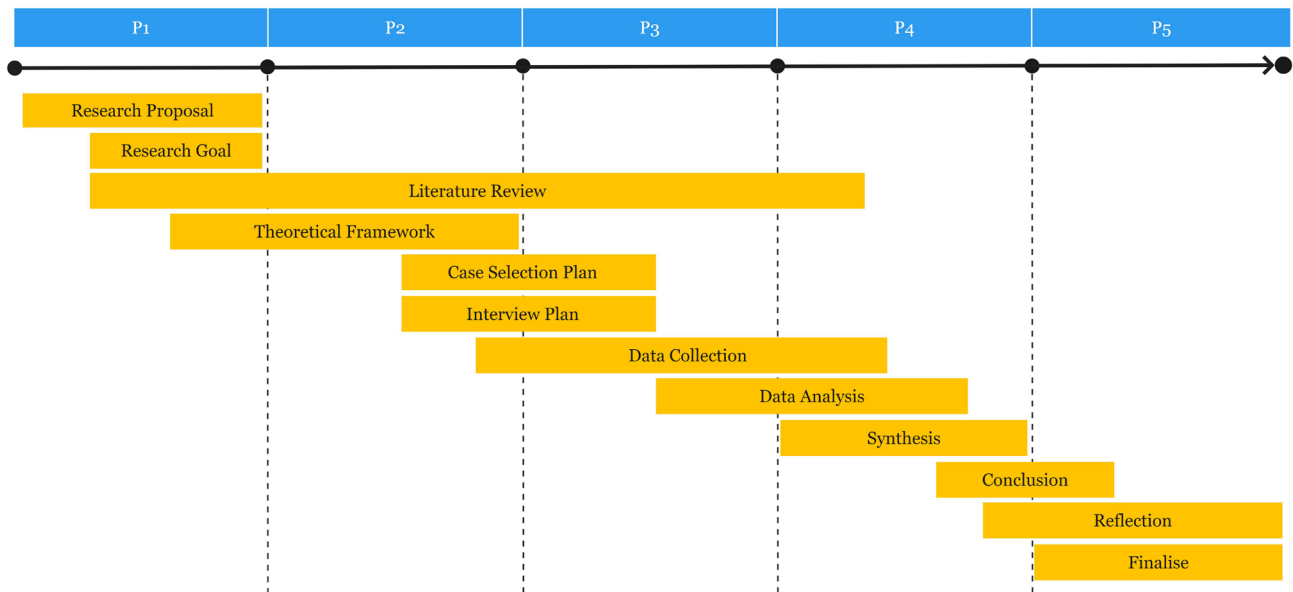 P1 P2 P3 P4 P5
Research Proposal
Research Goal
Literature Review
Theoretical Framework
Case Selection Plan
Interview Plan
Data Collection
Data Analysis
Synthesis
Conclusion
Reflection
Finalise